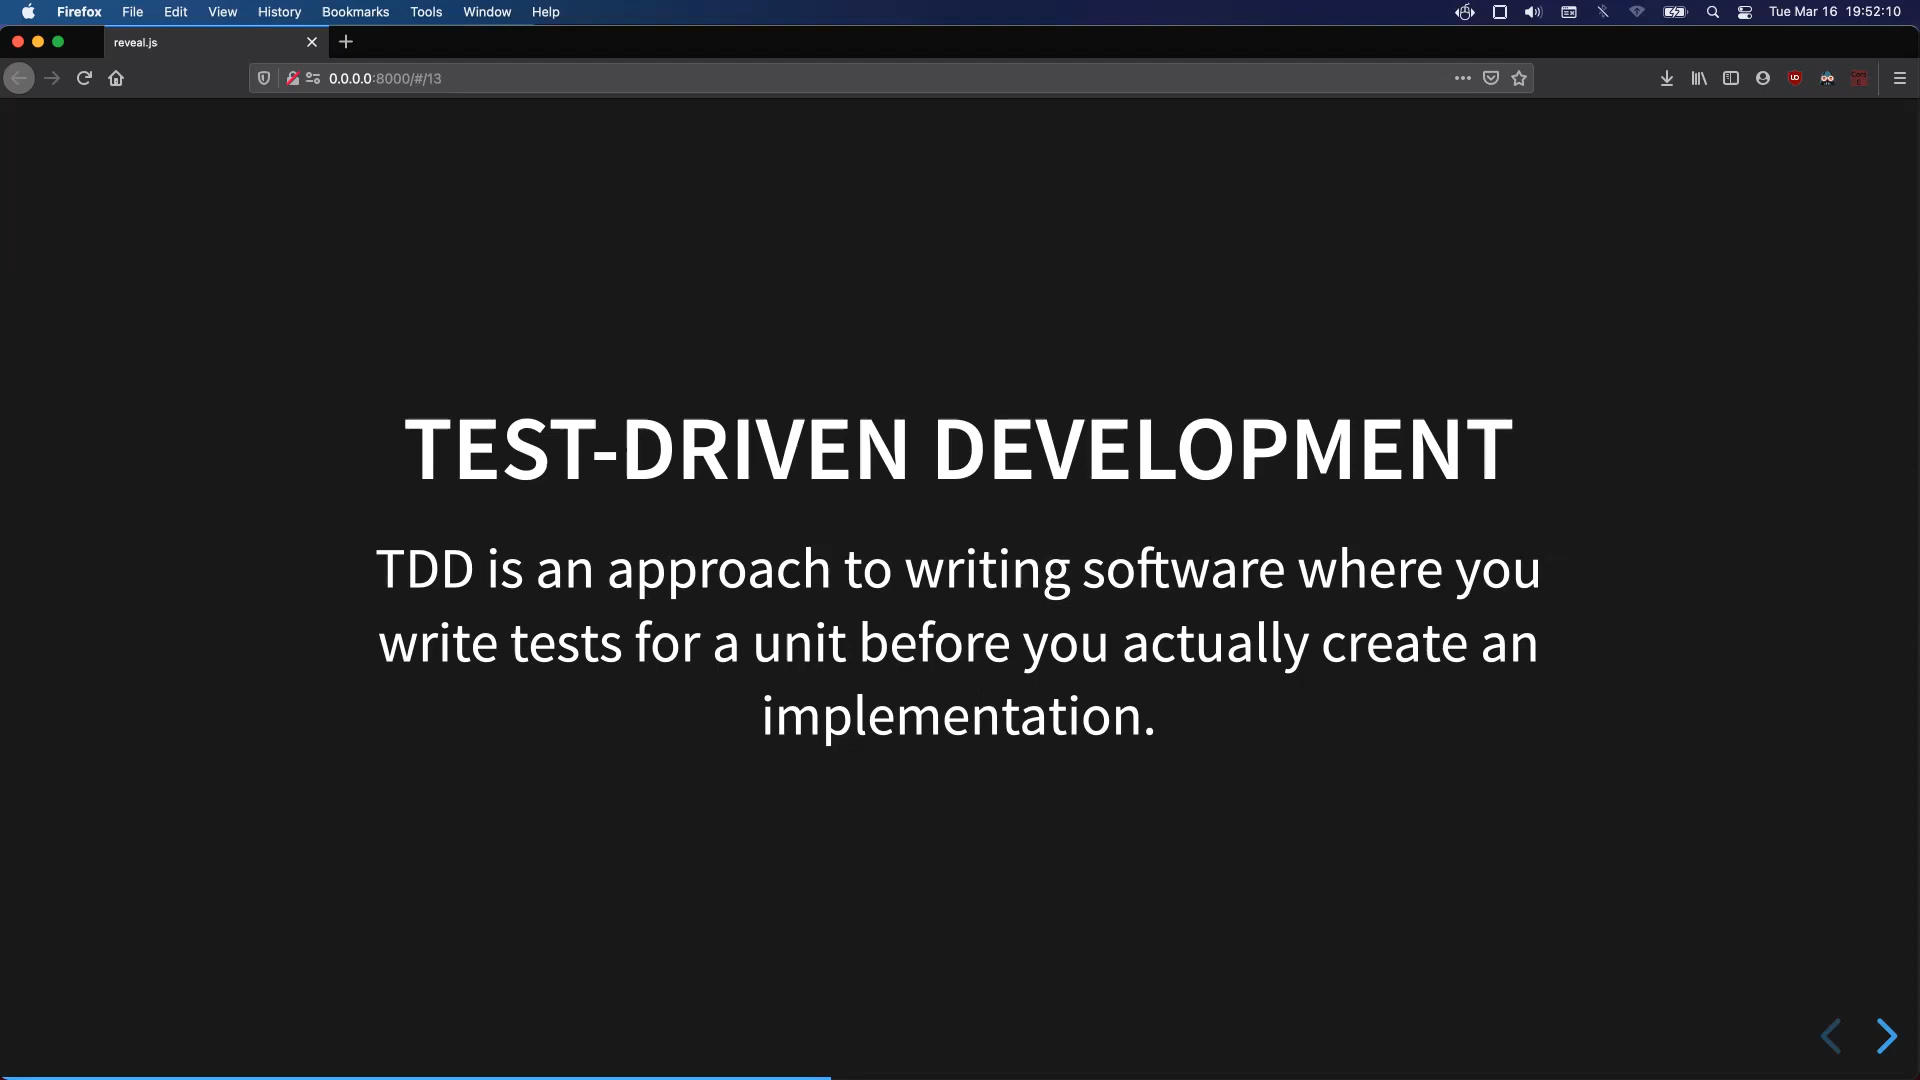 Firefox File Edit View History Bookmarks Tools Window Help Tue Mar 16 19:52:10
reveal.js
0.0.0.0:8000/#/13
TEST-DRIVEN DEVELOPMENT
TDD is an approach to writing software where you
write tests for a unit before you actually create an
implementation.